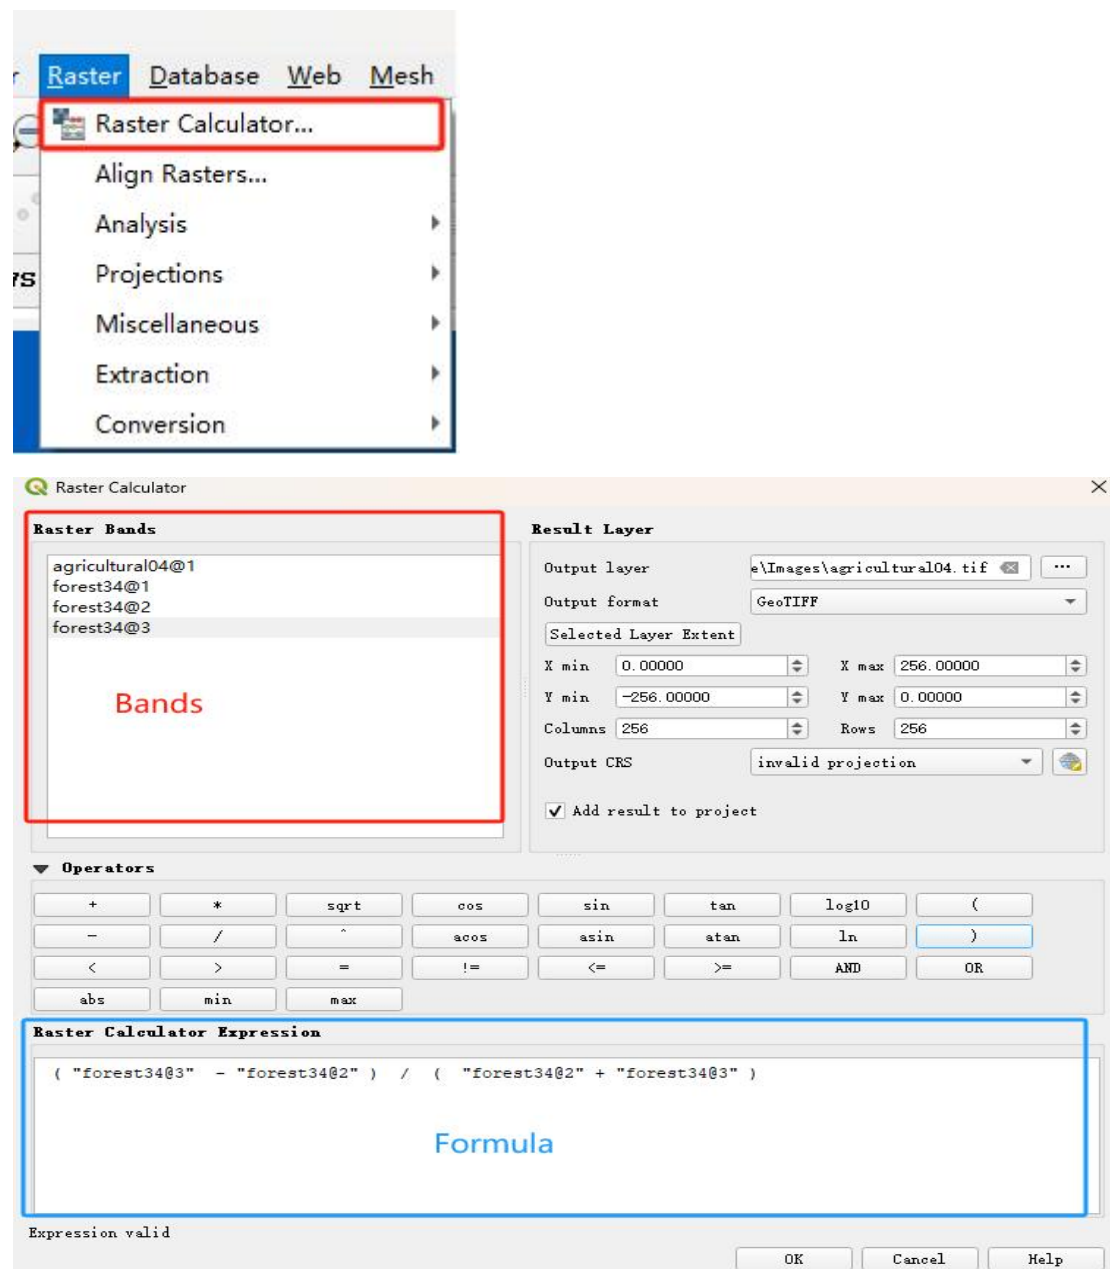 r Raster Database Web Mesh
Raster Calculator...
Align Rasters...
Analysis
rs Projections
Miscellaneous
Extraction
Conversion
Raster Calculator
Raster Bands
agricultural04@1
forest34@1
forest34@2
forest34@3
Bands
Result Layer
Output layer e\Images\agricultural04.tif ...
Output format GeoTIFF
Selected Layer Extent
X min 0.00000 X max 256.00000
Y min -256.00000 Y max 0.00000
Columns 256 Rows 256
Output CRS invalid projection
Add result to project
Operators
+ * sqrt cos sin tan log10 (
- / ^ acos asin atan ln )
< > = != <= >= AND OR
abs min max
Raster Calculator Expression
( "forest34@3" - "forest34@2" ) / ( "forest34@2" + "forest34@3" )
Formula
Expression valid
OK Cancel Help